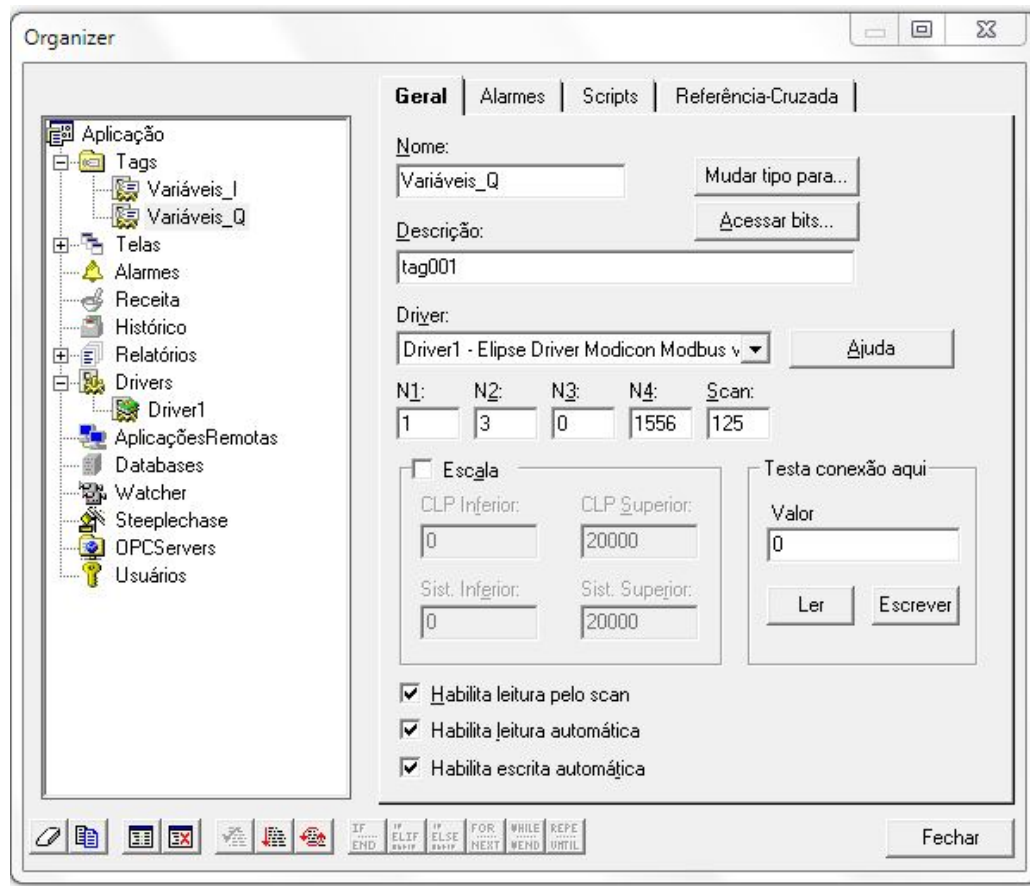 Organizer
Aplicação
Tags
Variáveis_I
Variáveis_Q
Telas
Alarmes
Receita
Histórico
Relatórios
Drivers
Driver1
AplicaçõesRemotas
Databases
Watcher
Steeplechase
OPCServers
Usuários
Geral Alarmes Scripts Referência-Cruzada
Nome:
Variáveis_Q Mudar tipo para...
Acessar bits...
Descrição:
tag001
Driver:
Driver1 - Elipse Driver Modicon Modbus v Ajuda
N1: N2: N3: N4: Scan:
1 3 0 1556 125
Escala
CLP Inferior: CLP Superior:
0 20000
Sist. Inferior: Sist. Superior:
0 20000
Testa conexão aqui
Valor
0
Ler Escrever
Habilita leitura pelo scan
Habilita leitura automática
Habilita escrita automática
IF ELSE FOR WHILE REPE
END ELIF NEXT WEND UNTIL
Fechar